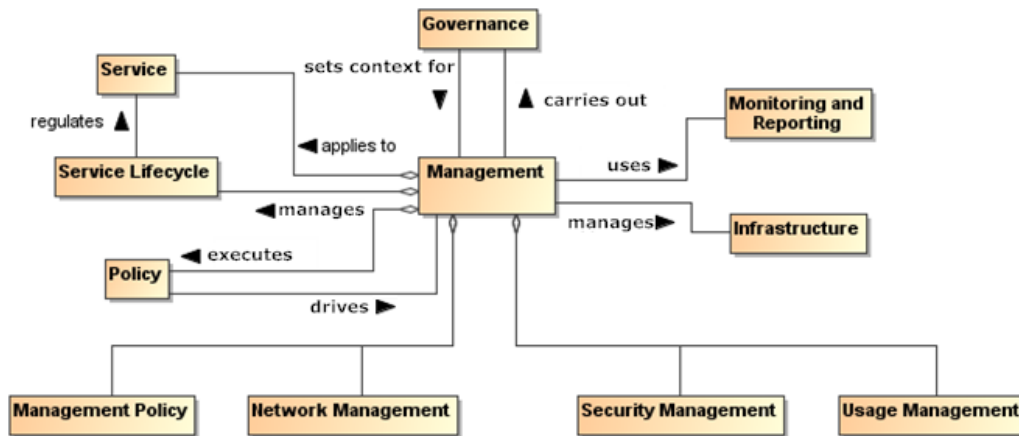 Governance
sets context for
carries out
Service
regulates
Service Lifecycle
applies to
Management
Monitoring and
Reporting
uses
manages
manages
Infrastructure
executes
Policy
drives
Management Policy
Network Management
Security Management
Usage Management